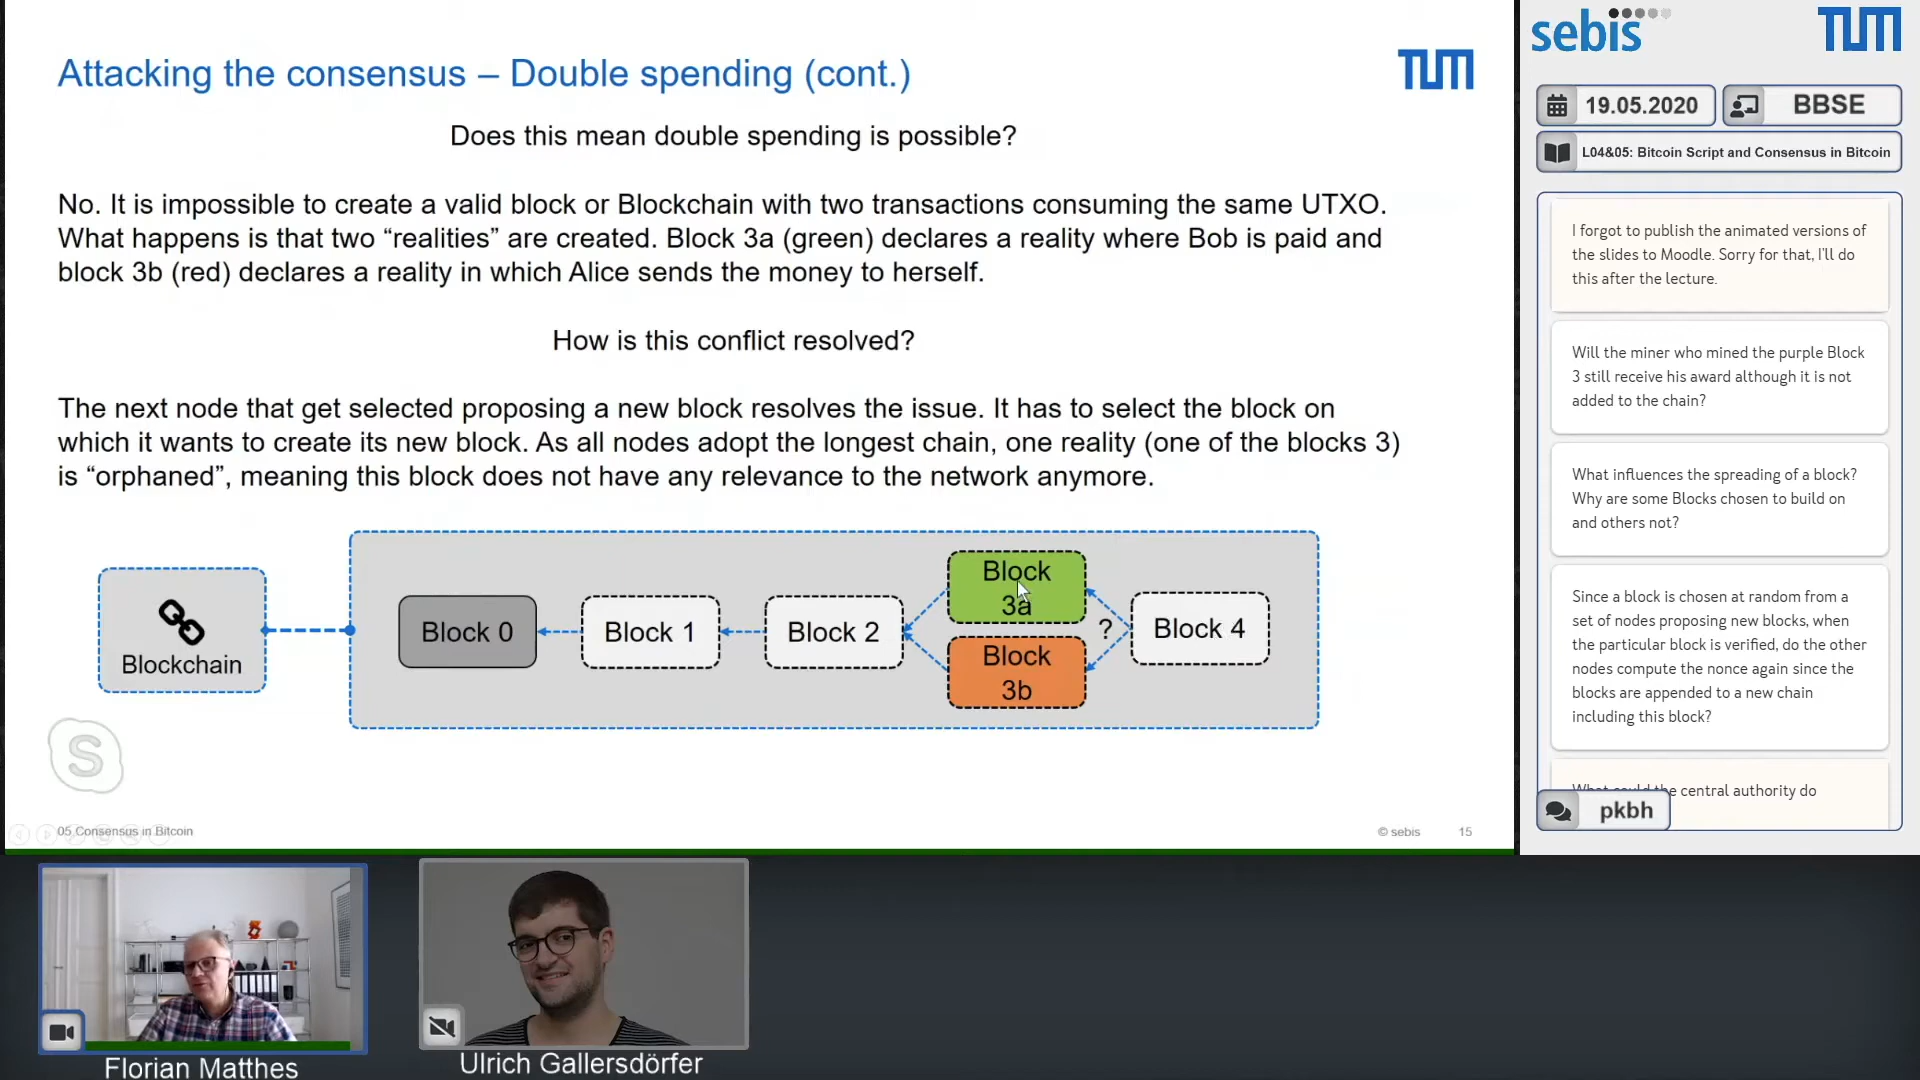 Attacking the consensus – Double spending (cont.)
TUM
Does this mean double spending is possible?
No. It is impossible to create a valid block or Blockchain with two transactions consuming the same UTXO.
What happens is that two “realities” are created. Block 3a (green) declares a reality where Bob is paid and
block 3b (red) declares a reality in which Alice sends the money to herself.
How is this conflict resolved?
The next node that get selected proposing a new block resolves the issue. It has to select the block on
which it wants to create its new block. As all nodes adopt the longest chain, one reality (one of the blocks 3)
is “orphaned”, meaning this block does not have any relevance to the network anymore.
Blockchain
Block 0
Block 1
Block 2
Block
3a
Block
3b
?
Block 4
S
05 Consensus in Bitcoin
© sebis
15
sebis
TUM
19.05.2020
BBSE
L04&05: Bitcoin Script and Consensus in Bitcoin
I forgot to publish the animated versions of
the slides to Moodle. Sorry for that, I'll do
this after the lecture.
Will the miner who mined the purple Block
3 still receive his award although it is not
added to the chain?
What influences the spreading of a block?
Why are some Blocks chosen to build on
and others not?
Since a block is chosen at random from a
set of nodes proposing new blocks, when
the particular block is verified, do the other
nodes compute the nonce again since the
blocks are appended to a new chain
including this block?
What could the central authority do
pkbh
Florian Matthes
Ulrich Gallersdörfer